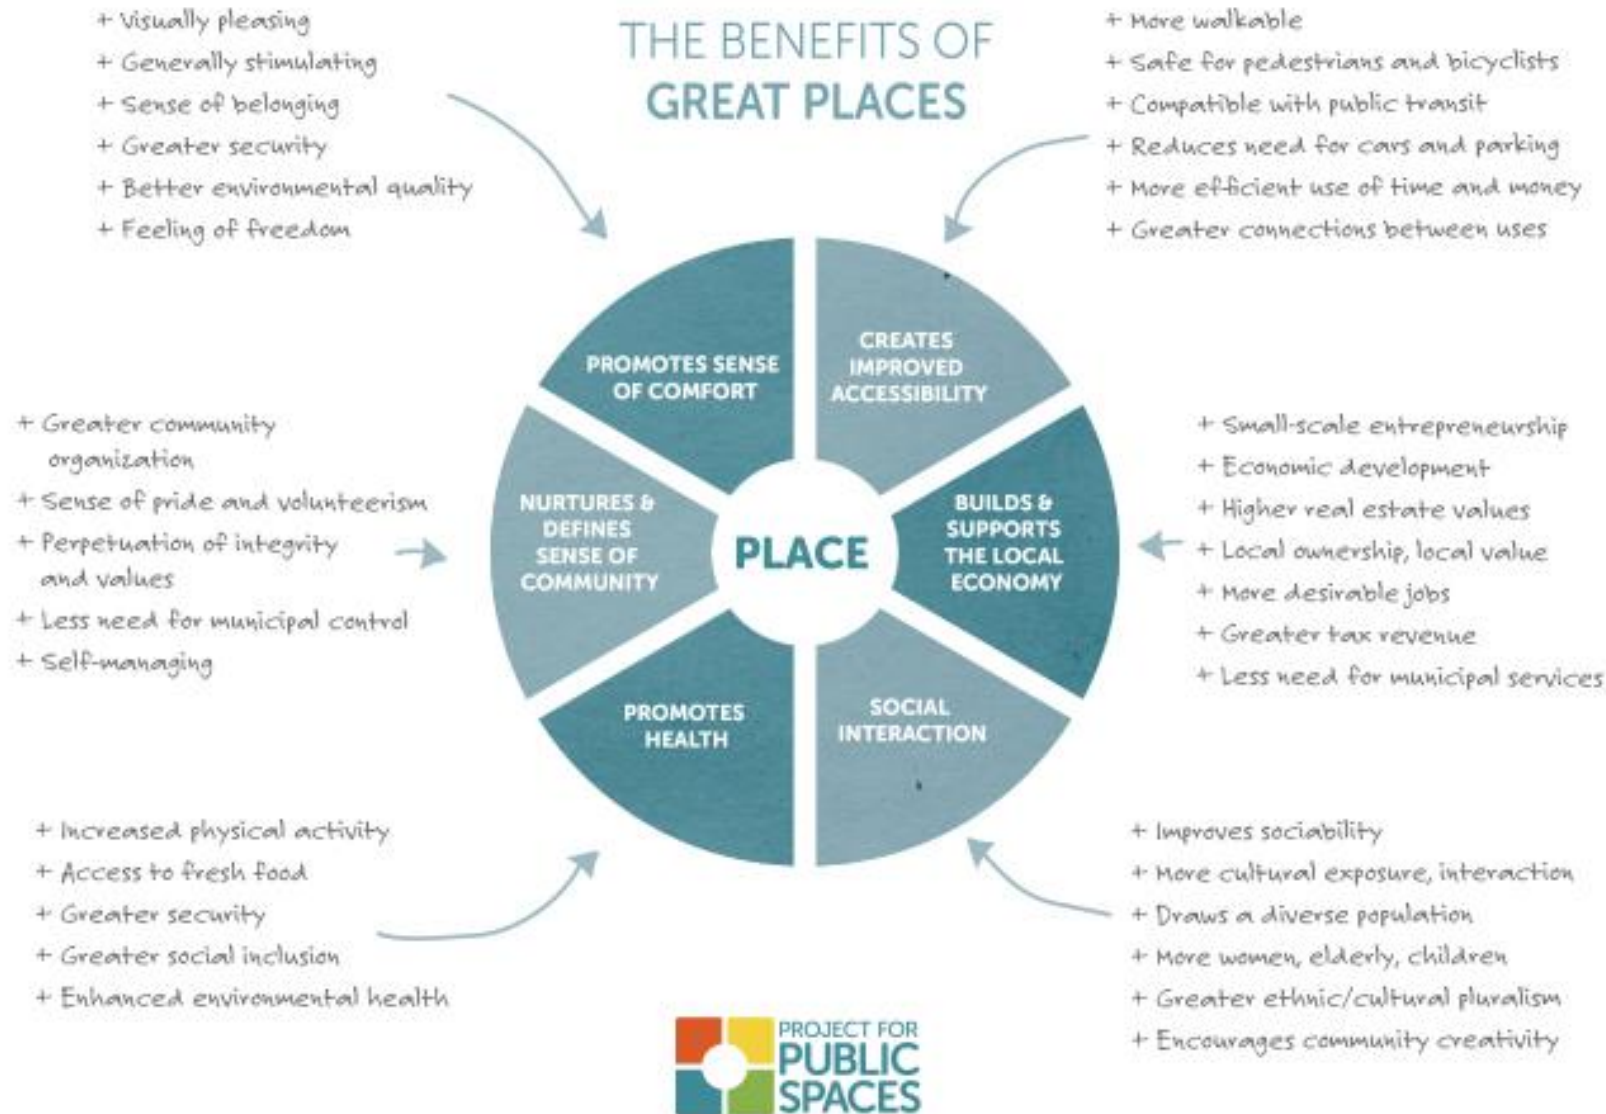 THE BENEFITS OF
GREAT PLACES
+ Visually pleasing
+ Generally stimulating
+ Sense of belonging
+ Greater security
+ Better environmental quality
+ Feeling of freedom
+ More walkable
+ Safe for pedestrians and bicyclists
+ Compatible with public transit
+ Reduces need for cars and parking
+ More efficient use of time and money
+ Greater connections between uses
PROMOTES SENSE
OF COMFORT
CREATES
IMPROVED
ACCESSIBILITY
+ Greater community
organization
+ Sense of pride and volunteerism
+ Perpetuation of integrity
and values
+ Less need for municipal control
+ Self-managing
NURTURES &
DEFINES
SENSE OF
COMMUNITY
PLACE
BUILDS &
SUPPORTS
THE LOCAL
ECONOMY
+ Small-scale entrepreneurship
+ Economic development
+ Higher real estate values
+ Local ownership, local value
+ More desirable jobs
+ Greater tax revenue
+ Less need for municipal services
PROMOTES
HEALTH
SOCIAL
INTERACTION
+ Increased physical activity
+ Access to fresh food
+ Greater security
+ Greater social inclusion
+ Enhanced environmental health
+ Improves sociability
+ More cultural exposure, interaction
+ Draws a diverse population
+ More women, elderly, children
+ Greater ethnic/cultural pluralism
+ Encourages community creativity
PROJECT FOR
PUBLIC
SPACES